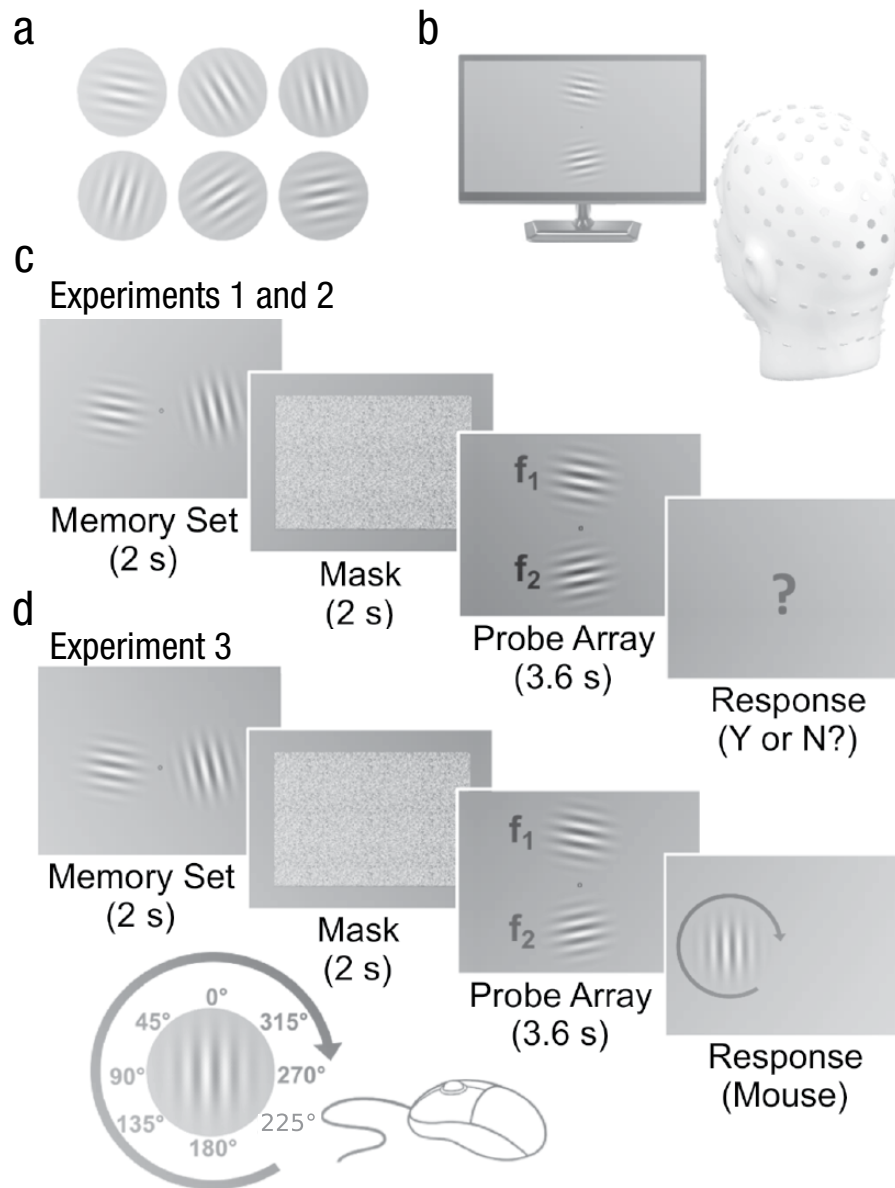 a
b
c
Experiments 1 and 2
Memory Set
(2 s)
Mask
(2 s)
f1
f2
Probe Array
(3.6 s)
?
Response
(Y or N?)
d
Experiment 3
Memory Set
(2 s)
Mask
(2 s)
f1
f2
Probe Array
(3.6 s)
Response
(Mouse)
0°
45°
315°
90°
270°
135°
225°
180°